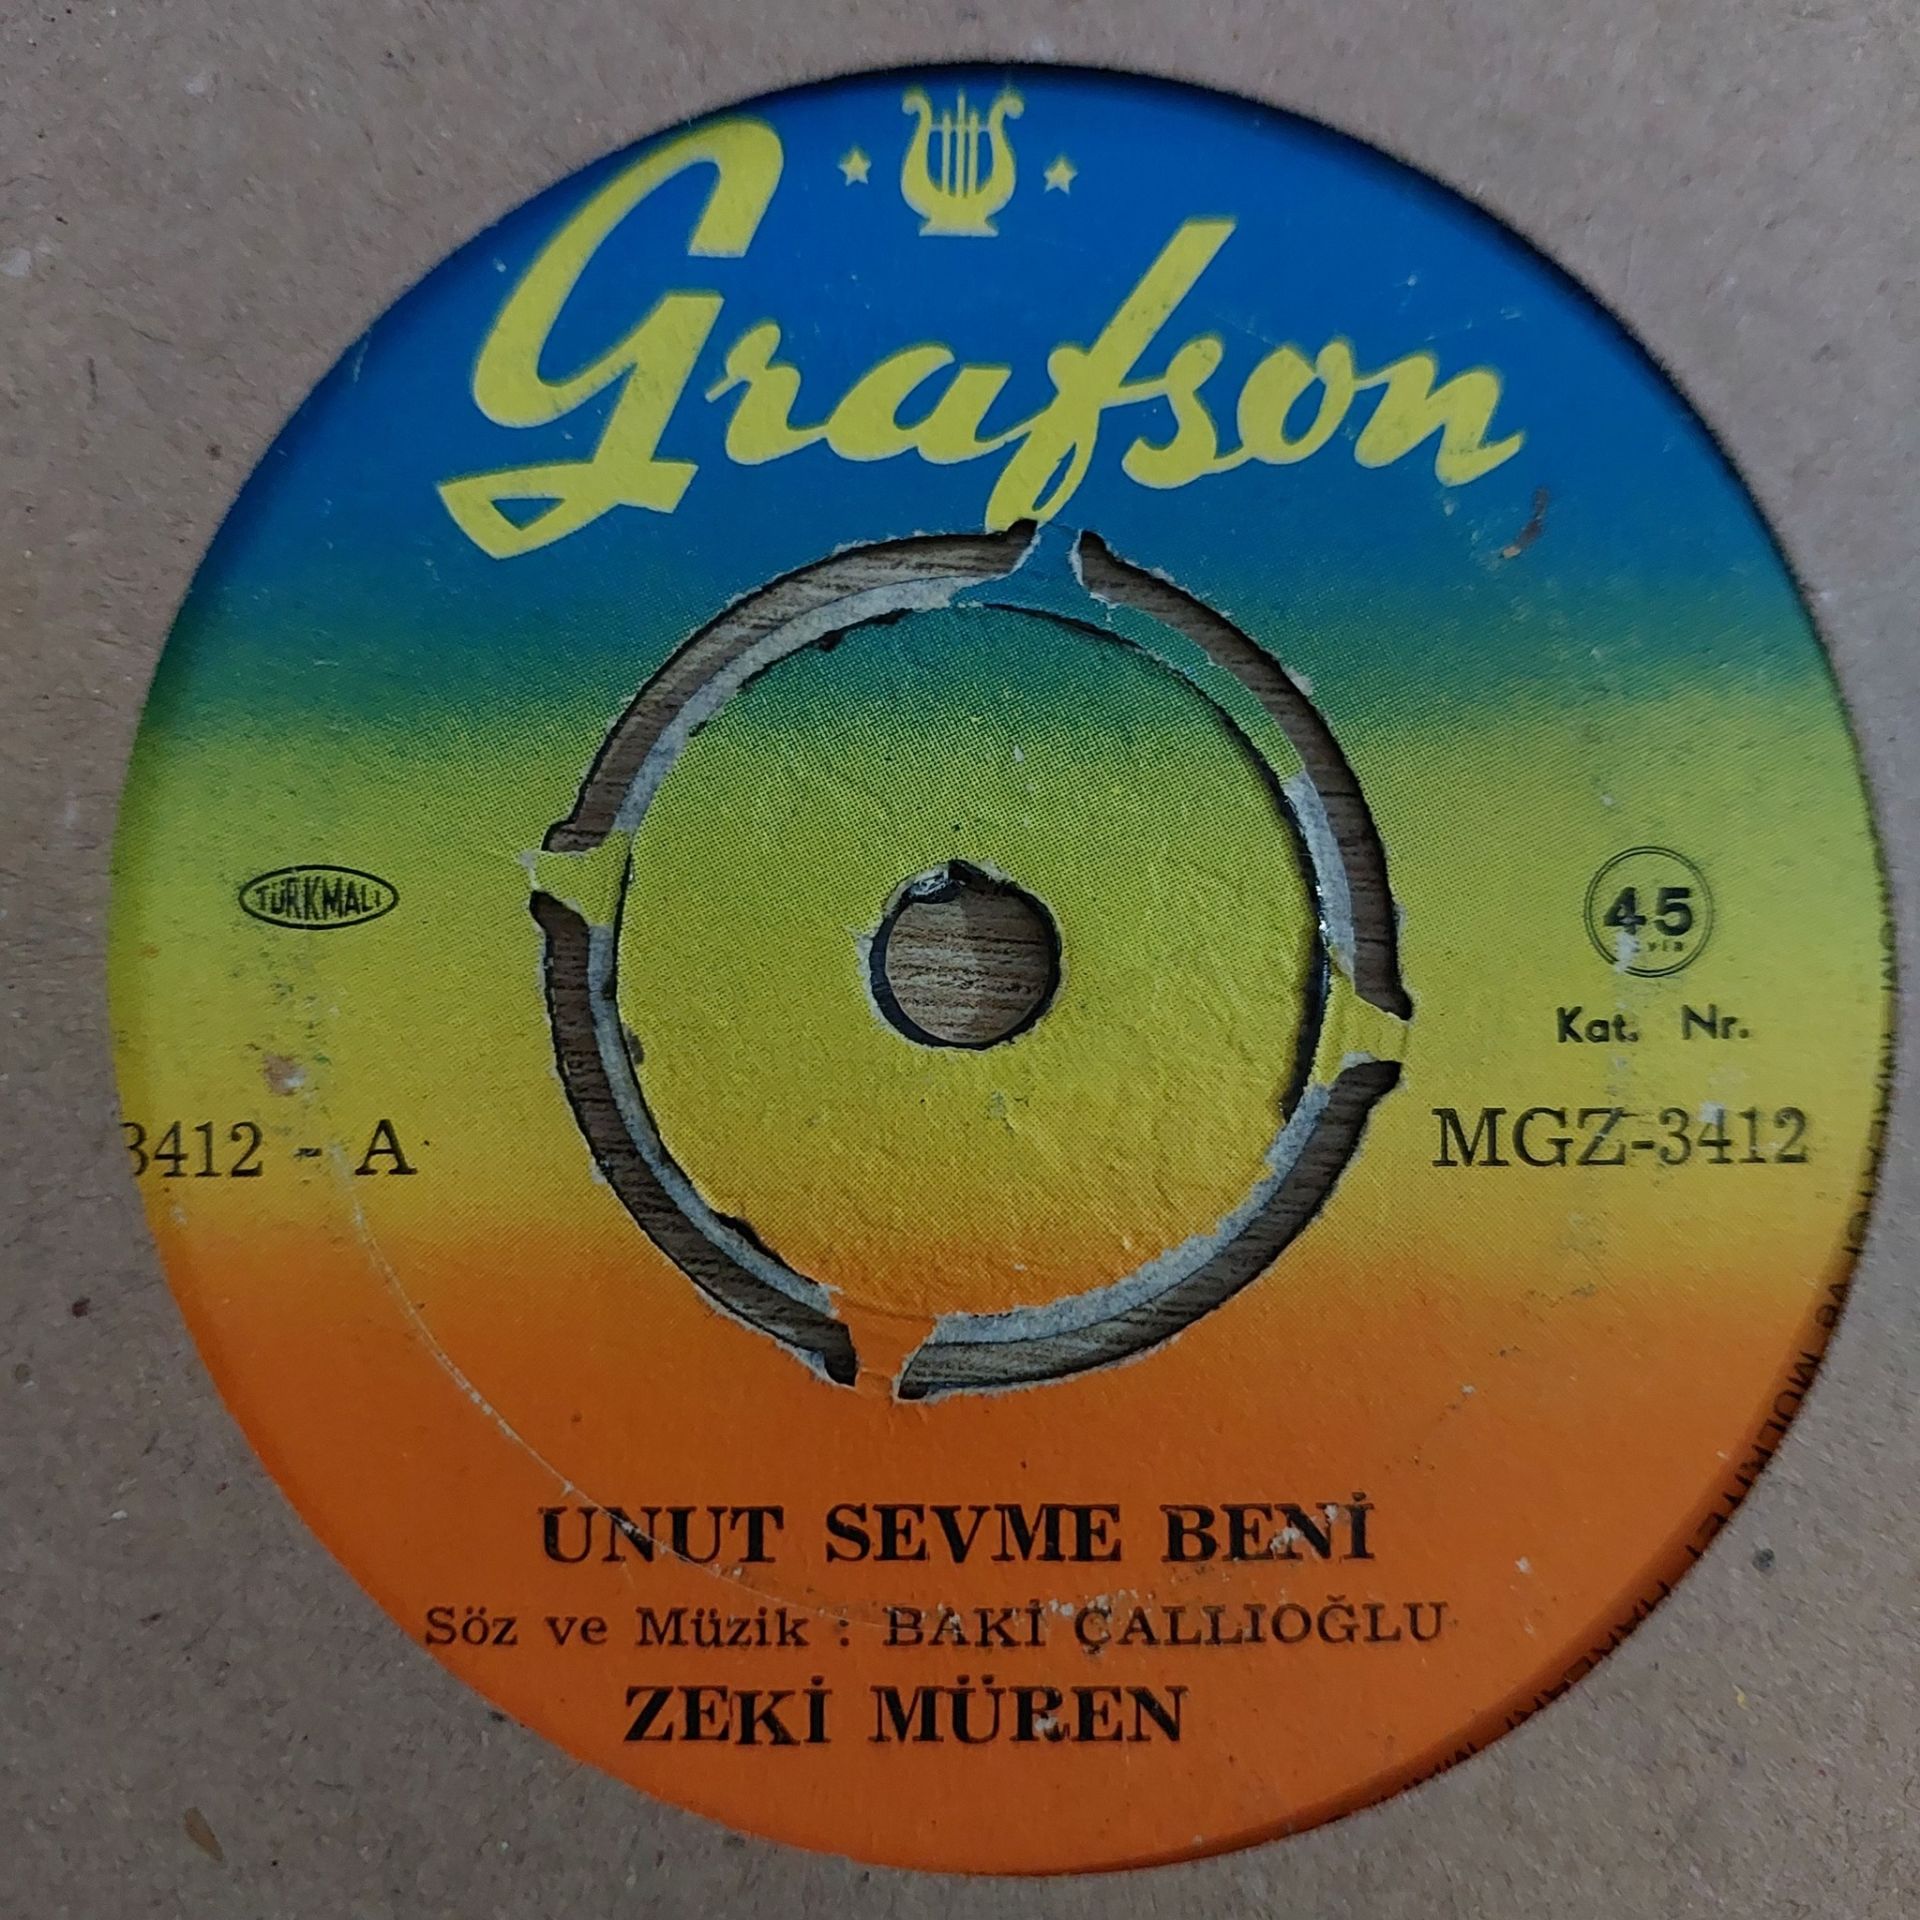 Grafson
TÜRKMALI
45
Kat. Nr.
3412 - A
MGZ-3412
UNUT SEVME BENİ
Söz ve Müzik : BAKİ ÇALLIOĞLU
ZEKİ MÜREN